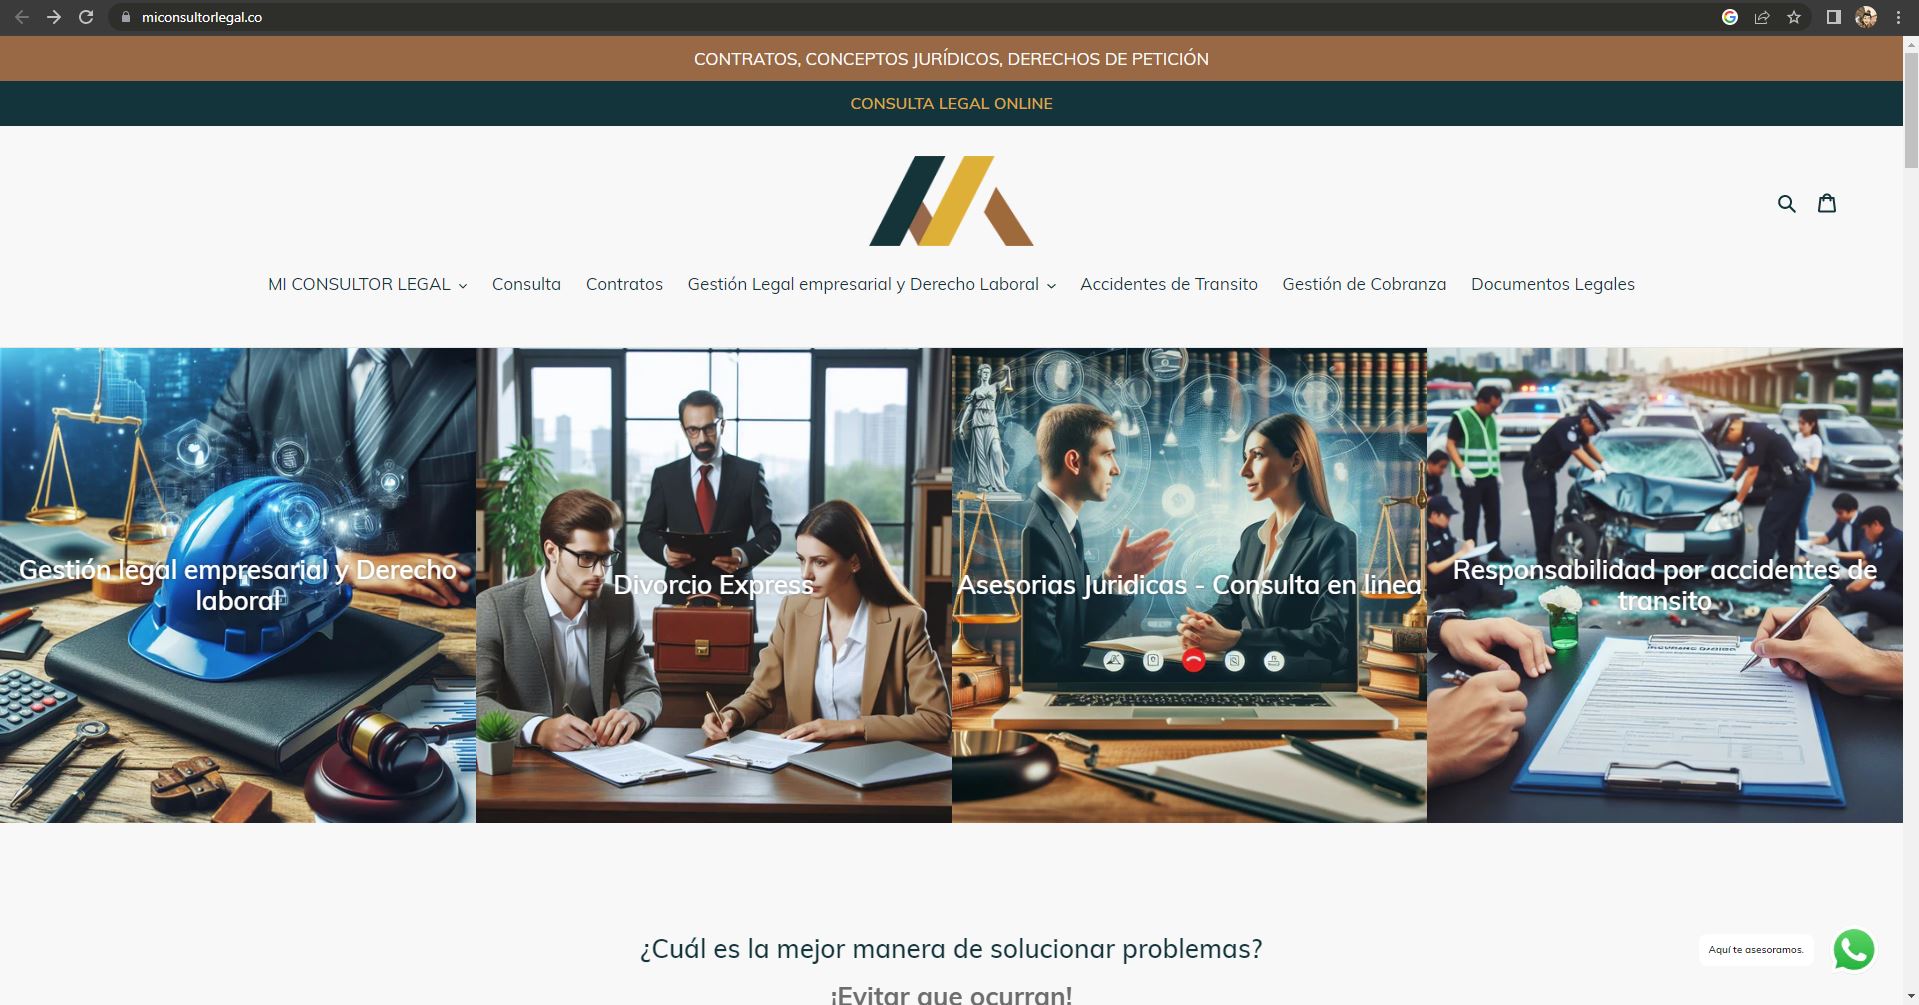 miconsultorlegal.co
CONTRATOS, CONCEPTOS JURÍDICOS, DERECHOS DE PETICIÓN
CONSULTA LEGAL ONLINE
MI CONSULTOR LEGAL
Consulta
Contratos
Gestión Legal empresarial y Derecho Laboral
Accidentes de Transito
Gestión de Cobranza
Documentos Legales
Gestión legal empresarial y Derecho
laboral
Divorcio Express
Asesorias Juridicas - Consulta en linea
Responsabilidad por accidentes de
transito
¿Cuál es la mejor manera de solucionar problemas?
¡Evitar que ocurran!
Aquí te asesoramos.